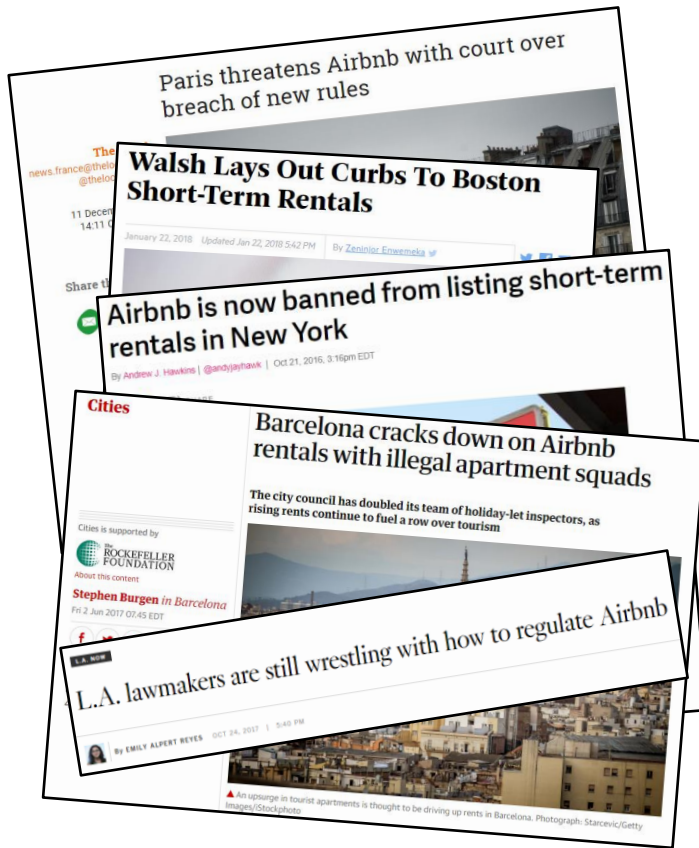 Paris threatens Airbnb with court over
breach of new rules
The
news.france@thelo
@theloc
11 Decem
14:11 C
Share th
Walsh Lays Out Curbs To Boston
Short-Term Rentals
January 22, 2018 Updated Jan 22, 2018 5:42 PM By Zeninjor Enwemeka
Airbnb is now banned from listing short-term
rentals in New York
By Andrew J. Hawkins | @andyjayhawk | Oct 21, 2016, 3:16pm EDT
Cities
Barcelona cracks down on Airbnb
rentals with illegal apartment squads
The city council has doubled its team of holiday-let inspectors, as
rising rents continue to fuel a row over tourism
Cities is supported by
The
ROCKEFELLER
FOUNDATION
About this content
Stephen Burgen in Barcelona
Fri 2 Jun 2017 07.45 EDT
f
L.A. NOW
L.A. lawmakers are still wrestling with how to regulate Airbnb
By EMILY ALPERT REYES OCT 24, 2017 | 5:40 PM
An upsurge in tourist apartments is thought to be driving up rents in Barcelona. Photograph: Starcevic/Getty
Images/iStockphoto